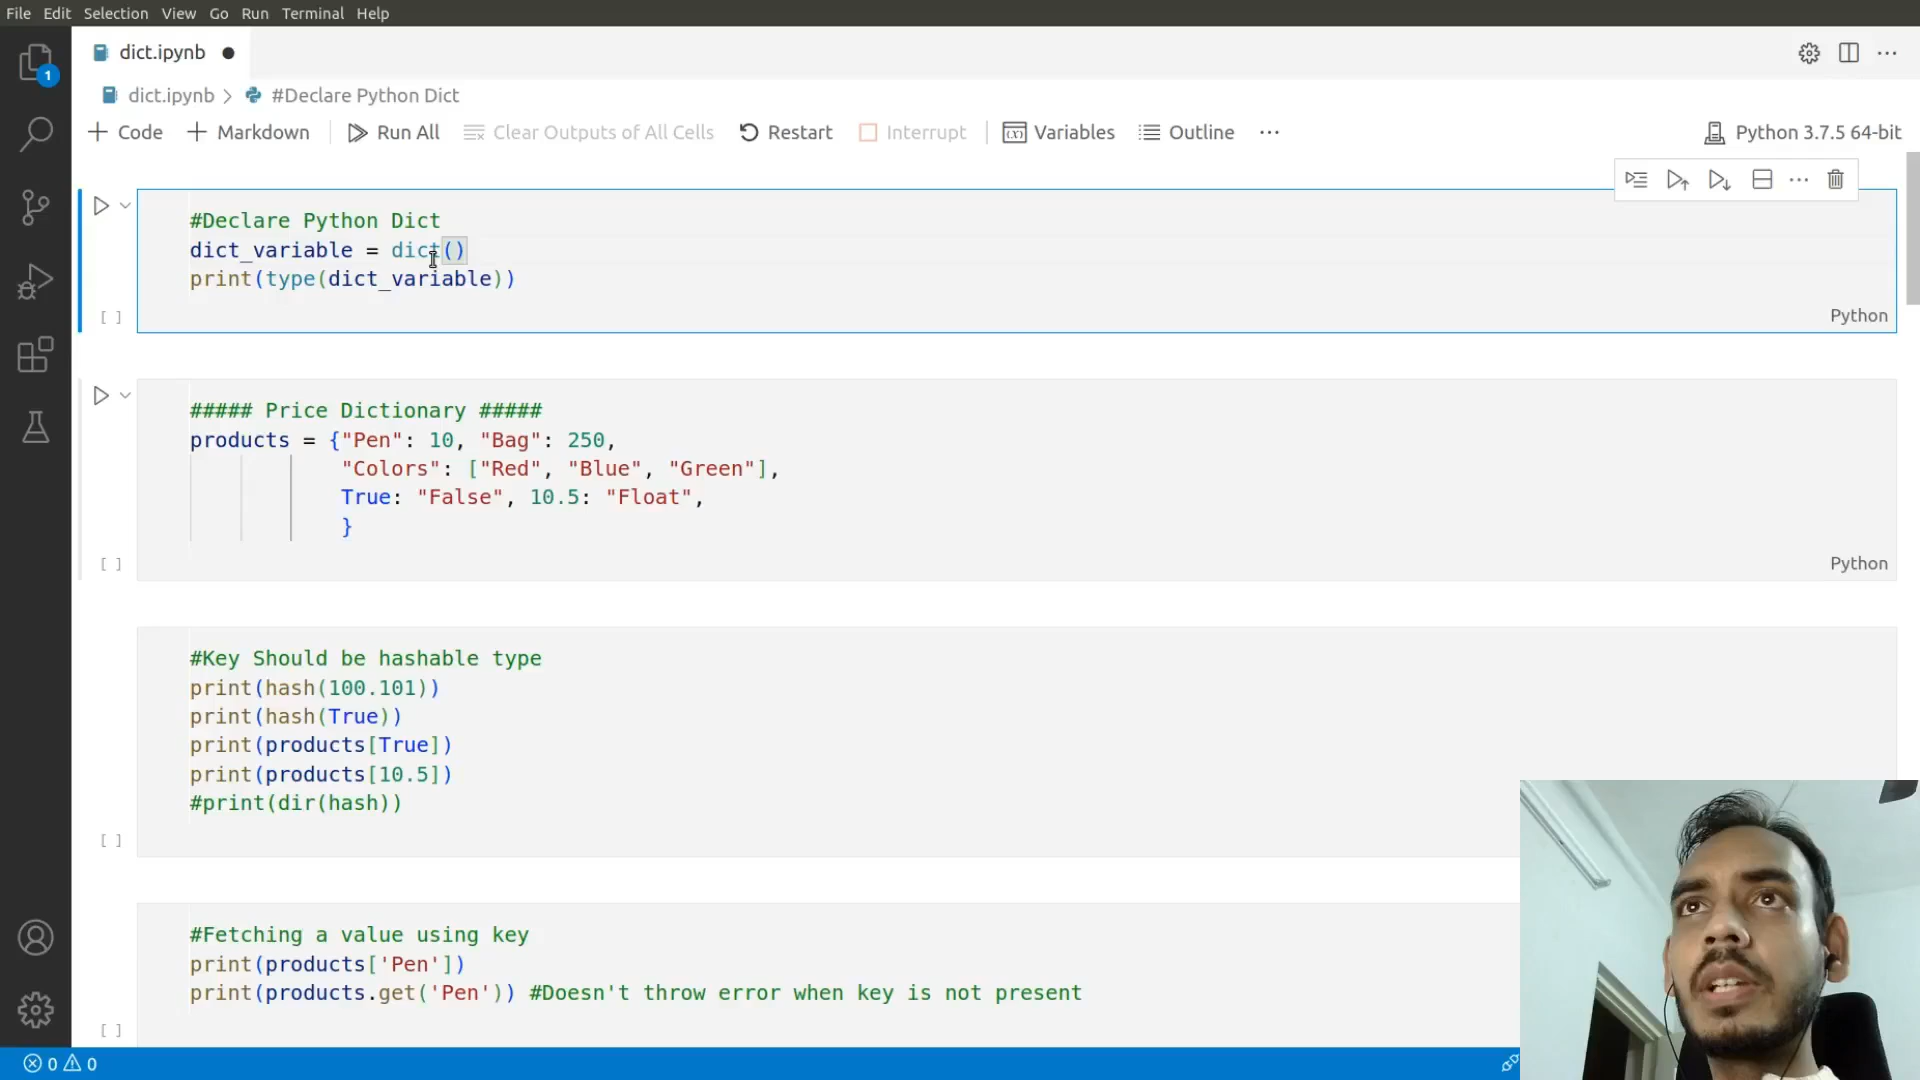 File Edit Selection View Go Run Terminal Help
1
dict.ipynb
dict.ipynb > #Declare Python Dict
+ Code + Markdown Run All Clear Outputs of All Cells Restart Interrupt Variables Outline ... Python 3.7.5 64-bit
#Declare Python Dict
dict_variable = dict()
print(type(dict_variable))
[ ] Python
##### Price Dictionary #####
products = {"Pen": 10, "Bag": 250,
"Colors": ["Red", "Blue", "Green"],
True: "False", 10.5: "Float",
}
[ ] Python
#Key Should be hashable type
print(hash(100.101))
print(hash(True))
print(products[True])
print(products[10.5])
#print(dir(hash))
[ ]
#Fetching a value using key
print(products['Pen'])
print(products.get('Pen')) #Doesn't throw error when key is not present
[ ]
0 0